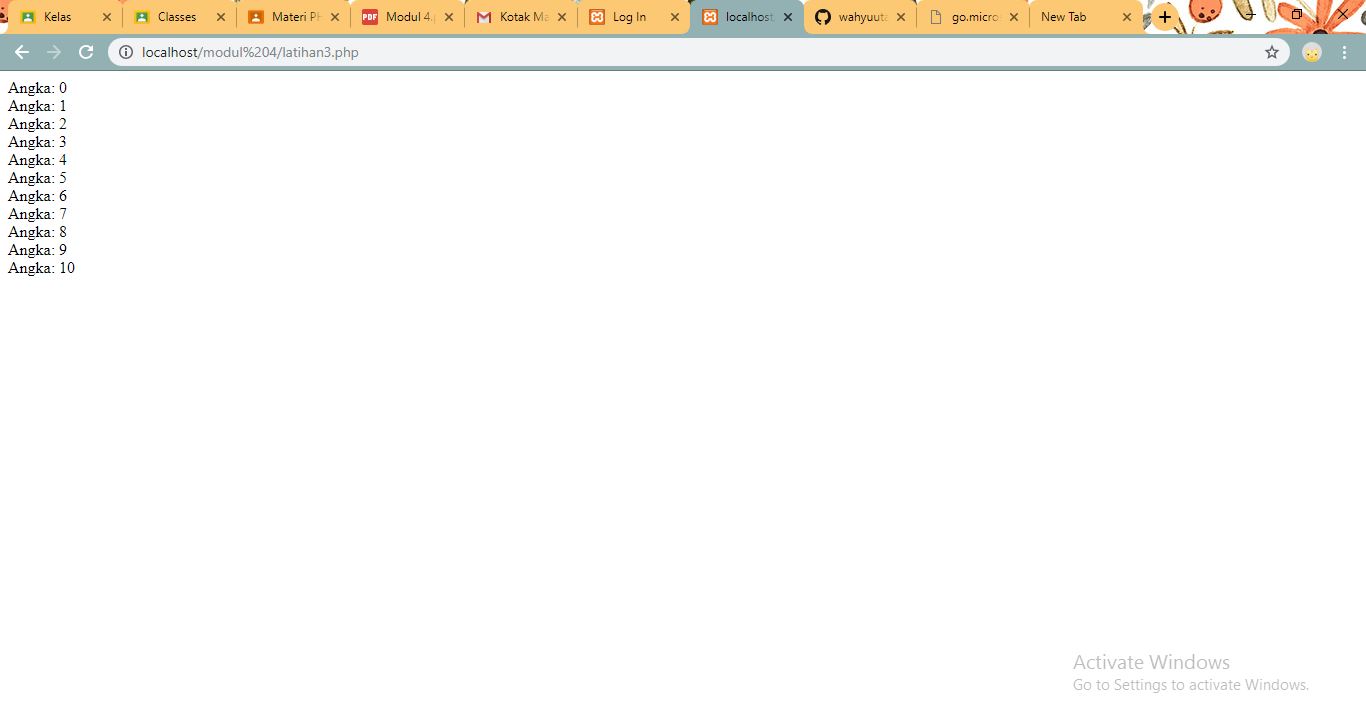 Kelas
Classes
Materi PH
Modul 4.
Kotak Ma
Log In
localhost
wahyuuta
go.micros
New Tab
localhost/modul%204/latihan3.php
Angka: 0
Angka: 1
Angka: 2
Angka: 3
Angka: 4
Angka: 5
Angka: 6
Angka: 7
Angka: 8
Angka: 9
Angka: 10
Activate Windows
Go to Settings to activate Windows.